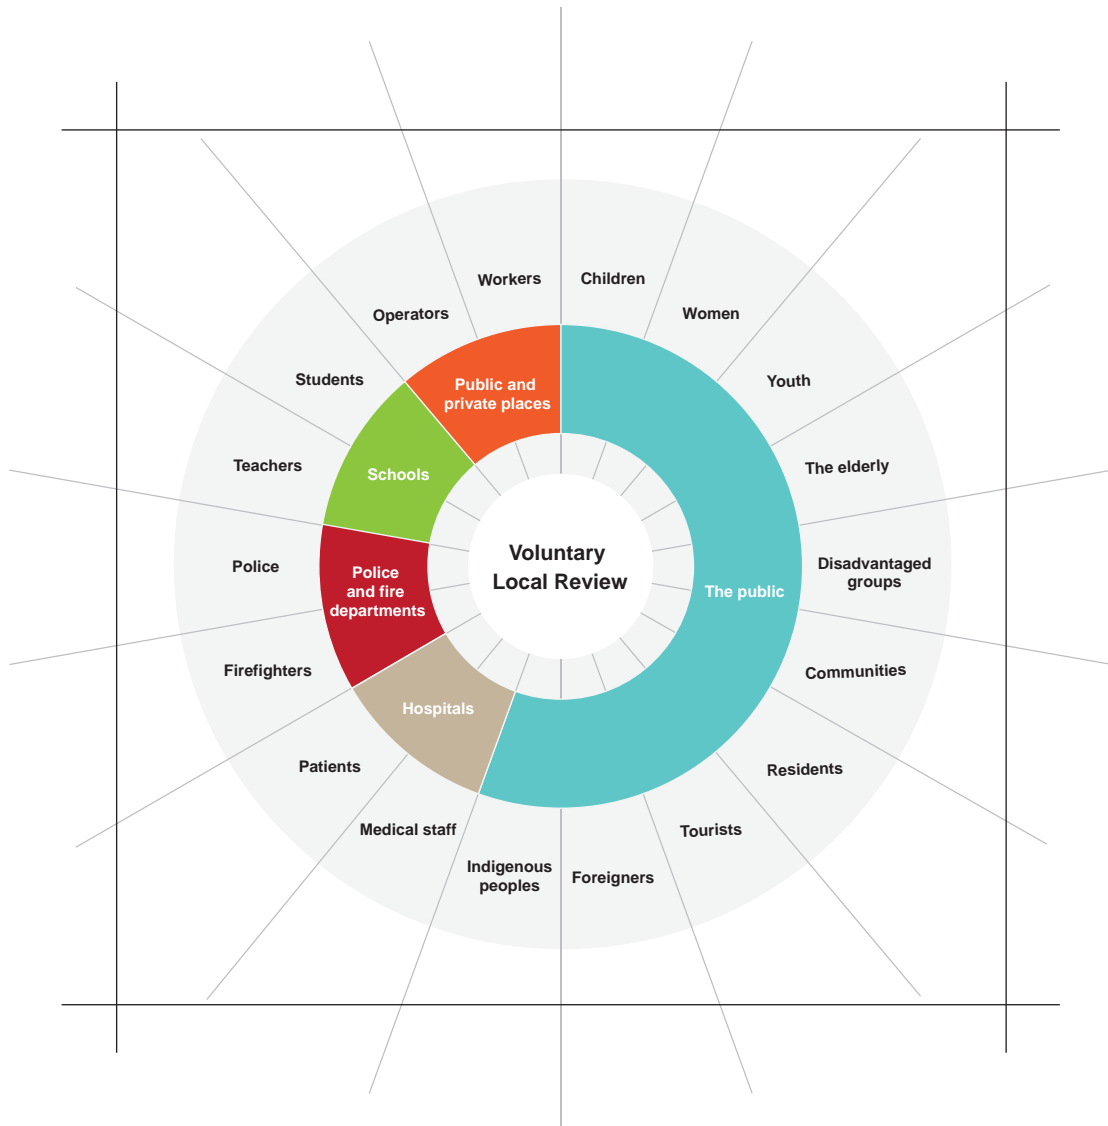 Workers
Children
Operators
Women
Students
Youth
Public and
private places
Teachers
Schools
The elderly
Voluntary
Local Review
Police
Police
and fire
departments
The public
Disadvantaged
groups
Firefighters
Communities
Hospitals
Patients
Residents
Medical staff
Tourists
Indigenous
peoples
Foreigners